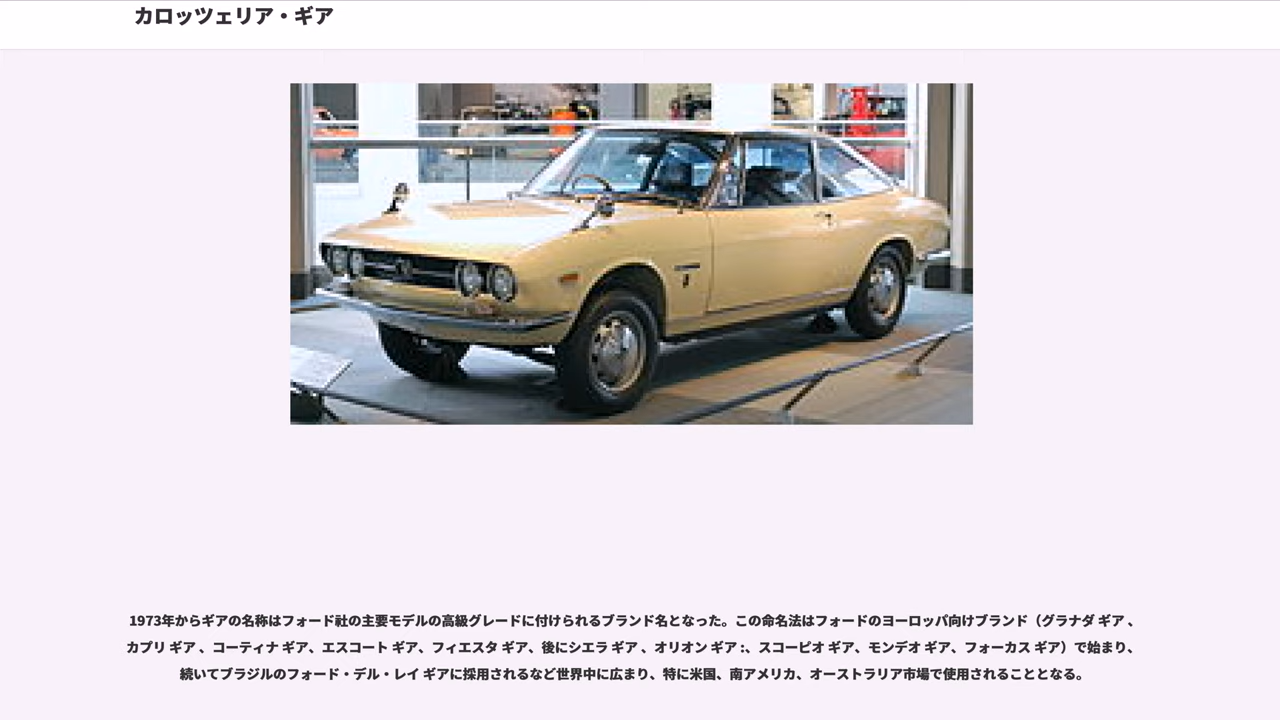 カロッツェリア・ギア
1973年からギアの名称はフォード社の主要モデルの高級グレードに付けられるブランド名となった。この命名法はフォードのヨーロッパ向けブランド（グラナダ ギア 、
カプリ ギア 、コーティナ ギア、エスコート ギア、フィエスタ ギア、後にシエラ ギア 、オリオン ギア :、スコーピオ ギア、モンデオ ギア、フォーカス ギア）で始まり、
続いてブラジルのフォード・デル・レイ ギアに採用されるなど世界中に広まり、特に米国、南アメリカ、オーストラリア市場で使用されることとなる。